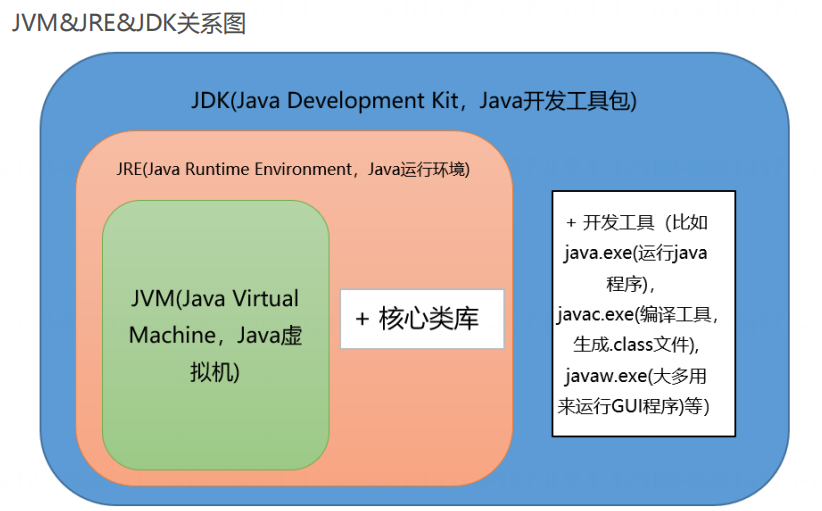 JVM&JRE&JDK关系图
JDK(Java Development Kit，Java开发工具包)
JRE(Java Runtime Environment，Java运行环境)
JVM(Java Virtual
Machine，Java虚
拟机)
+ 核心类库
+ 开发工具（比如
java.exe(运行java
程序)，
javac.exe(编译工具，
生成.class文件),
javaw.exe(大多用
来运行GUI程序)等）